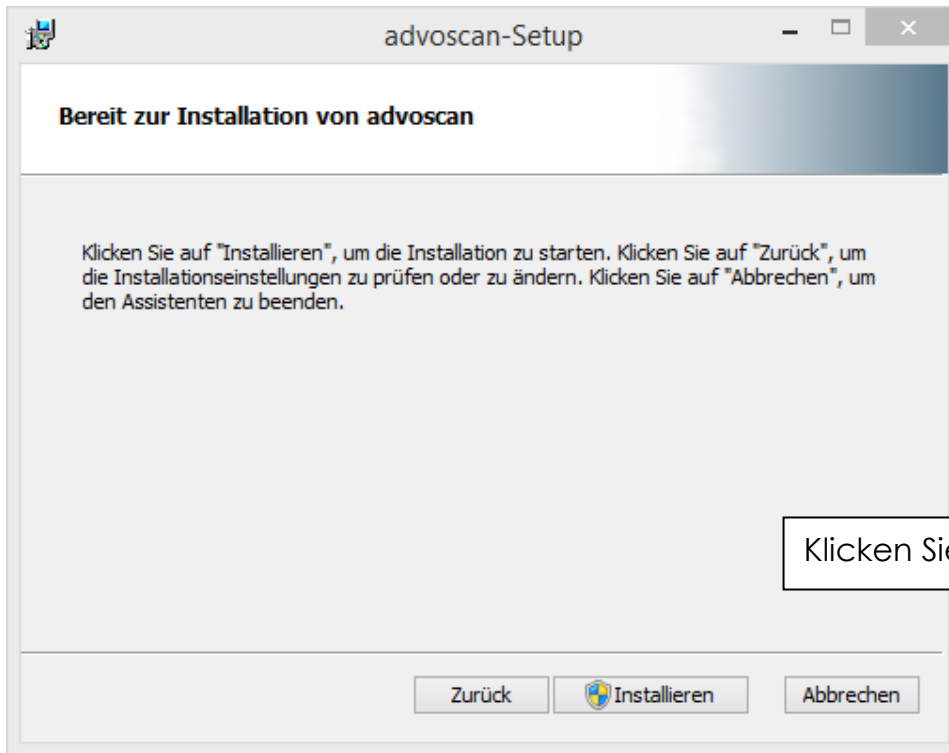 advoscan-Setup
Bereit zur Installation von advoscan
Klicken Sie auf "Installieren", um die Installation zu starten. Klicken Sie auf "Zurück", um
die Installationseinstellungen zu prüfen oder zu ändern. Klicken Sie auf "Abbrechen", um
den Assistenten zu beenden.
Klicken Sie
Zurück
Installieren
Abbrechen